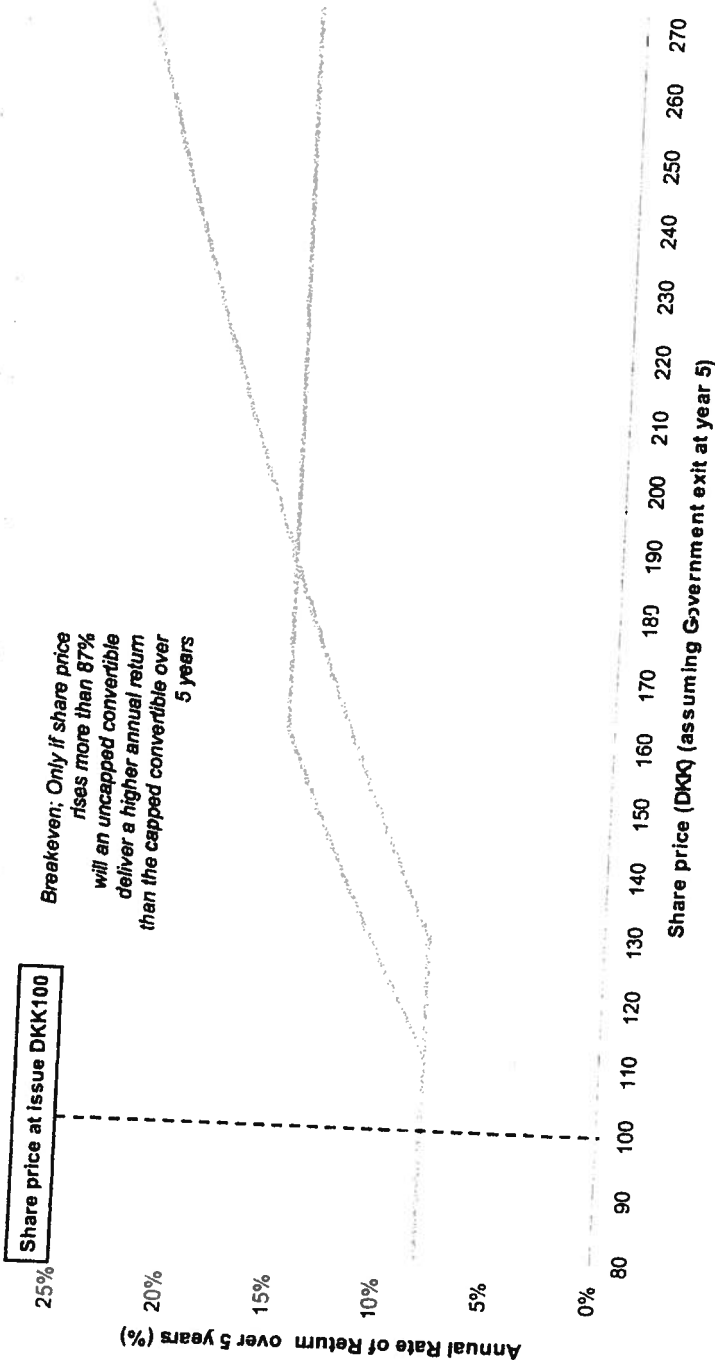 Share price at issue DKK100
Breakeven; Only if share price
rises more than 87%
will an uncapped convertible
deliver a higher annual return
than the capped convertible over
5 years
Annual Rate of Return over 5 years (%)
25%
20%
15%
10%
5%
0%
80 90 100 110 120 130 140 150 160 170 180 190 200 210 220 230 240 250 260 270
Share price (DKK) (assuming Government exit at year 5)